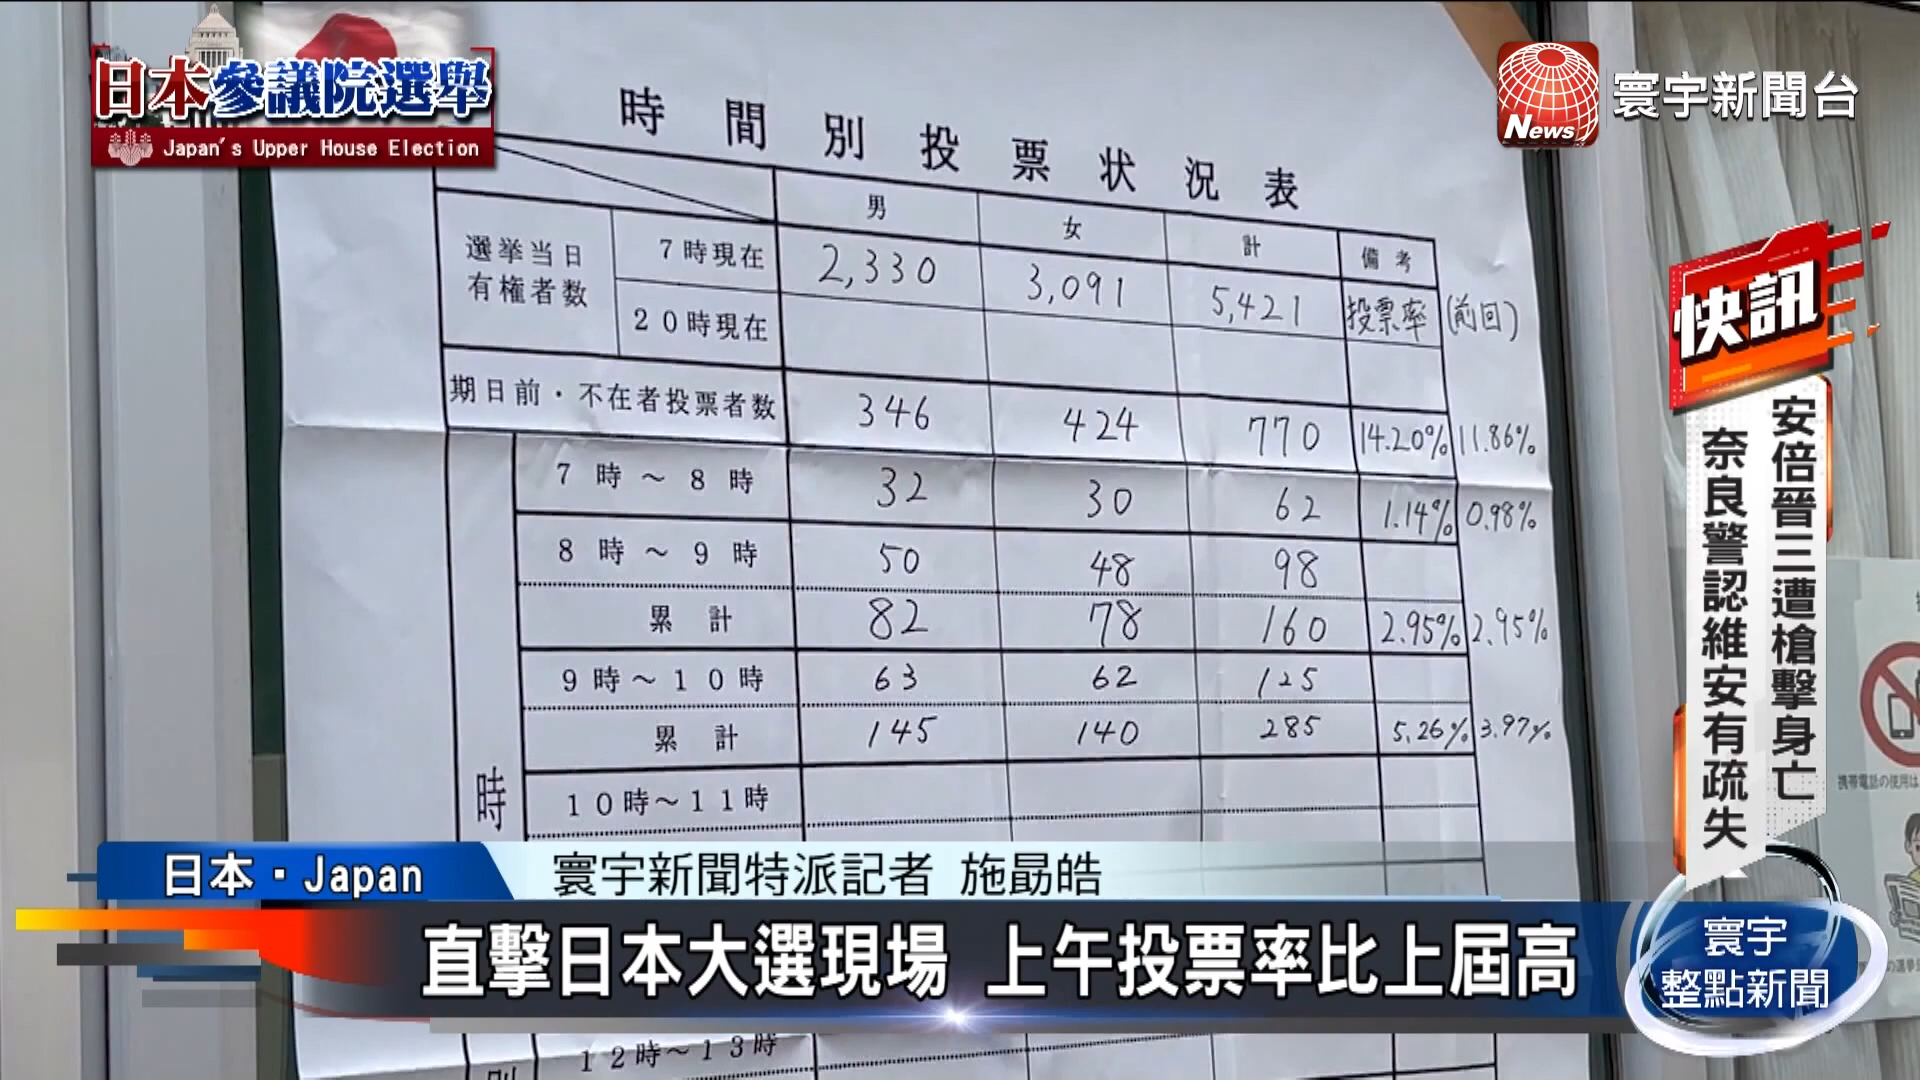 日本參議院選舉
Japan's Upper House Election
News
寰宇新聞台
時間別投票状況表
男 女 計 備考
選挙当日
有権者数
7時現在 2,330 3,091 5,421 投票率 (前回)
20時現在
期日前・不在者投票者数 346 424 770 14.20% 11.86%
7時～8時 32 30 62 1.14% 0.98%
8時～9時 50 48 98
累計 82 78 160 2.95% 2.95%
9時～10時 63 62 125
累計 145 140 285 5.26% 3.97%
時
10時～11時
12時～13時
快訊
安倍晉三遭槍擊身亡
奈良警認維安有疏失
携帯電話の使用は
日本・Japan
寰宇新聞特派記者 施勗皓
直擊日本大選現場 上午投票率比上屆高
寰宇
整點新聞